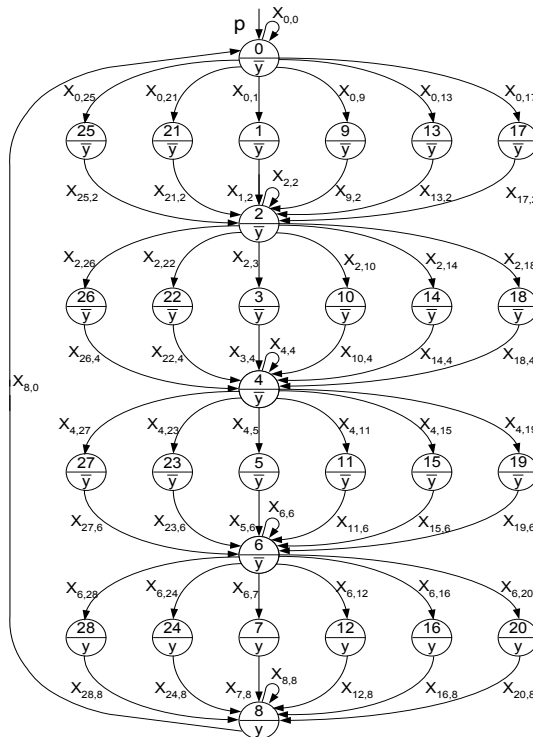 p X0,0
0
ȳ
X0,25 X0,21 X0,1 X0,9 X0,13 X0,17
25 21 1 9 13 17
ȳ ȳ ȳ ȳ ȳ ȳ
X25,2 X21,2 X1,2 X2,2 X9,2 X13,2 X17,2
2
ȳ
X2,26 X2,22 X2,3 X2,10 X2,14 X2,18
26 22 3 10 14 18
ȳ ȳ ȳ ȳ ȳ ȳ
X26,4 X22,4 X3,4 X4,4 X10,4 X14,4 X18,4
X8,0
4
ȳ
X4,27 X4,23 X4,5 X4,11 X4,15 X4,19
27 23 5 11 15 19
ȳ ȳ ȳ ȳ ȳ ȳ
X27,6 X23,6 X5,6 X6,6 X11,6 X15,6 X19,6
6
ȳ
X6,28 X6,24 X6,7 X6,12 X6,16 X6,20
28 24 7 12 16 20
y y y y y y
X28,8 X24,8 X7,8 X8,8 X12,8 X16,8 X20,8
8
y